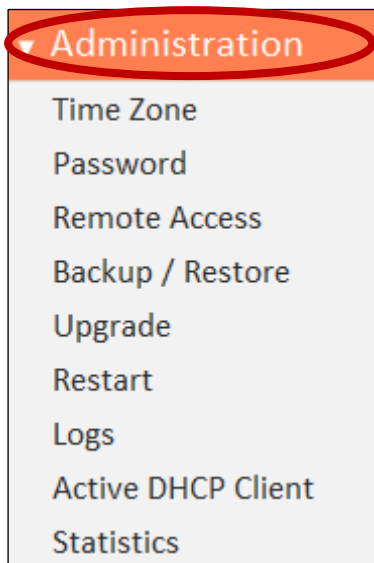 Administration
Time Zone
Password
Remote Access
Backup / Restore
Upgrade
Restart
Logs
Active DHCP Client
Statistics